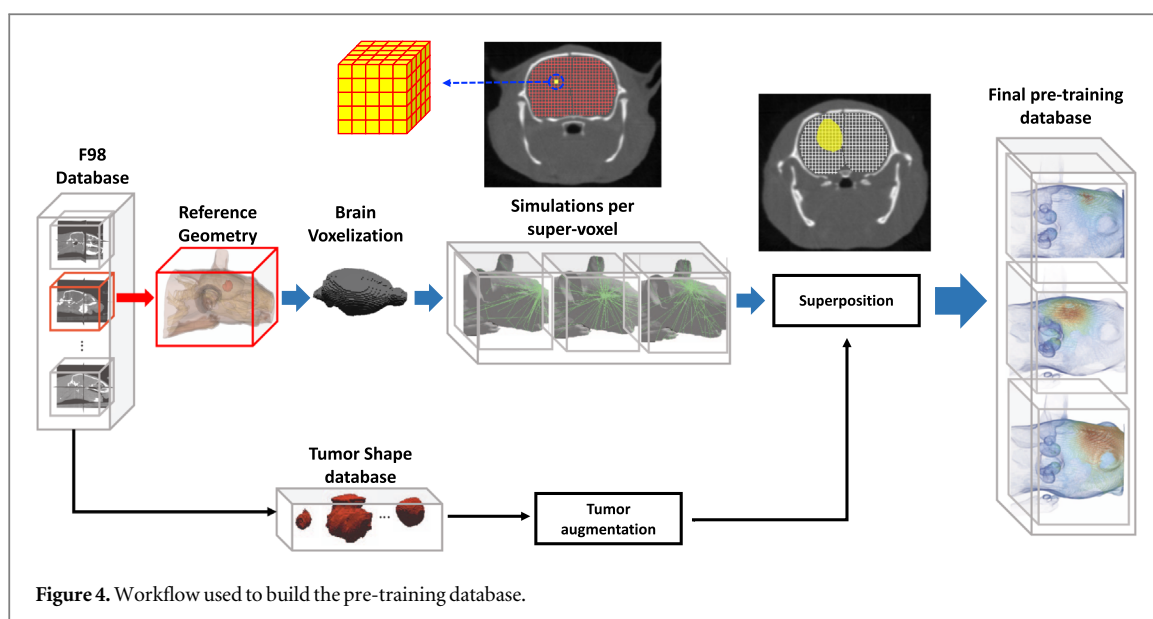 F98
Database
Reference
Geometry
Brain
Voxelization
Simulations per
super-voxel
Superposition
Final pre-training
database
Tumor Shape
database
...
Tumor
augmentation
Figure 4. Workflow used to build the pre-training database.